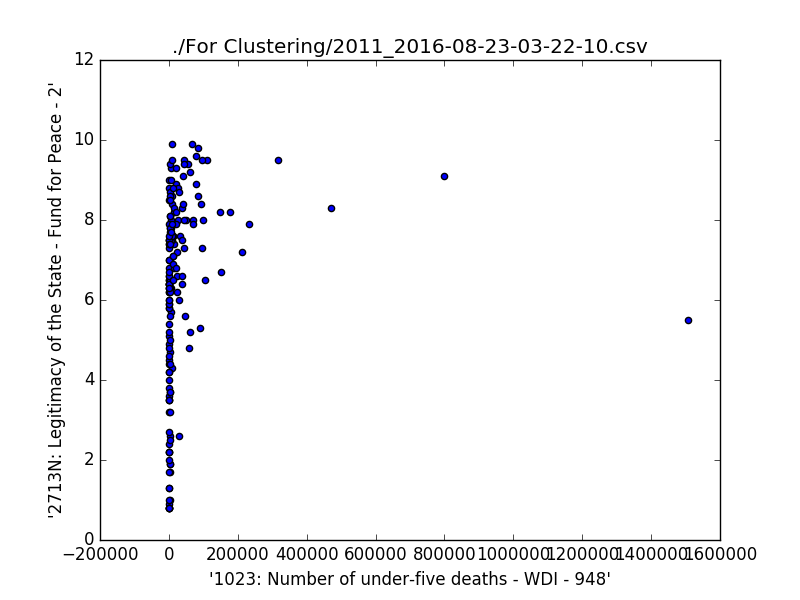 ./For Clustering/2011_2016-08-23-03-22-10.csv
12
10
8
6
4
2
0
'2713N: Legitimacy of the State - Fund for Peace - 2'
−200000 0 200000 400000 600000 800000 1000000 1200000 1400000 1600000
'1023: Number of under-five deaths - WDI - 948'